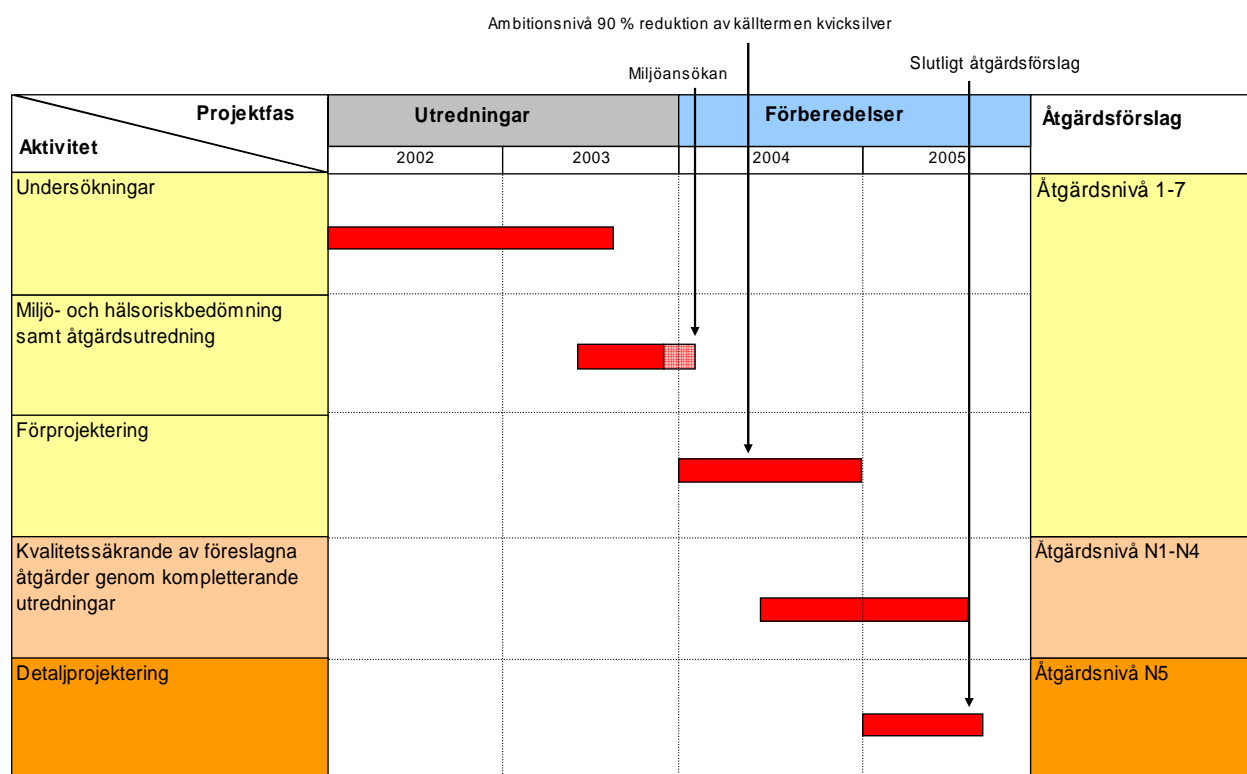 Ambitionsnivå 90 % reduktion av källtermen kvicksilver
Slutligt åtgärdsförslag
Miljöansökan
Projektfas
Aktivitet
Utredningar
Förberedelser
Åtgärdsförslag
2002
2003
2004
2005
Undersökningar
Åtgärdsnivå 1-7
Miljö- och hälsoriskbedömning
samt åtgärdsutredning
Förprojektering
Kvalitetssäkrande av föreslagna
åtgärder genom kompletterande
utredningar
Åtgärdsnivå N1-N4
Detaljprojektering
Åtgärdsnivå N5